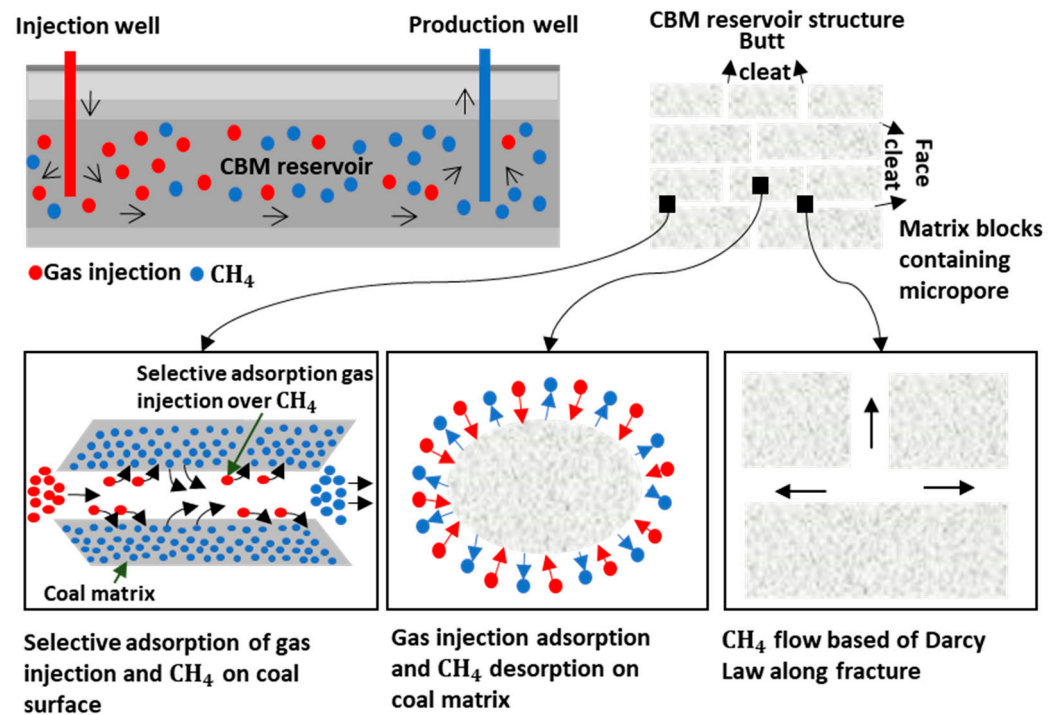 Injection well
Production well
CBM reservoir
Gas injection
CH₄
CBM reservoir structure
Butt
cleat
Face
cleat
Matrix blocks
containing
micropore
Selective adsorption gas
injection over CH₄
Coal matrix
Selective adsorption of gas
injection and CH₄ on coal
surface
Gas injection adsorption
and CH₄ desorption on
coal matrix
CH₄ flow based of Darcy
Law along fracture